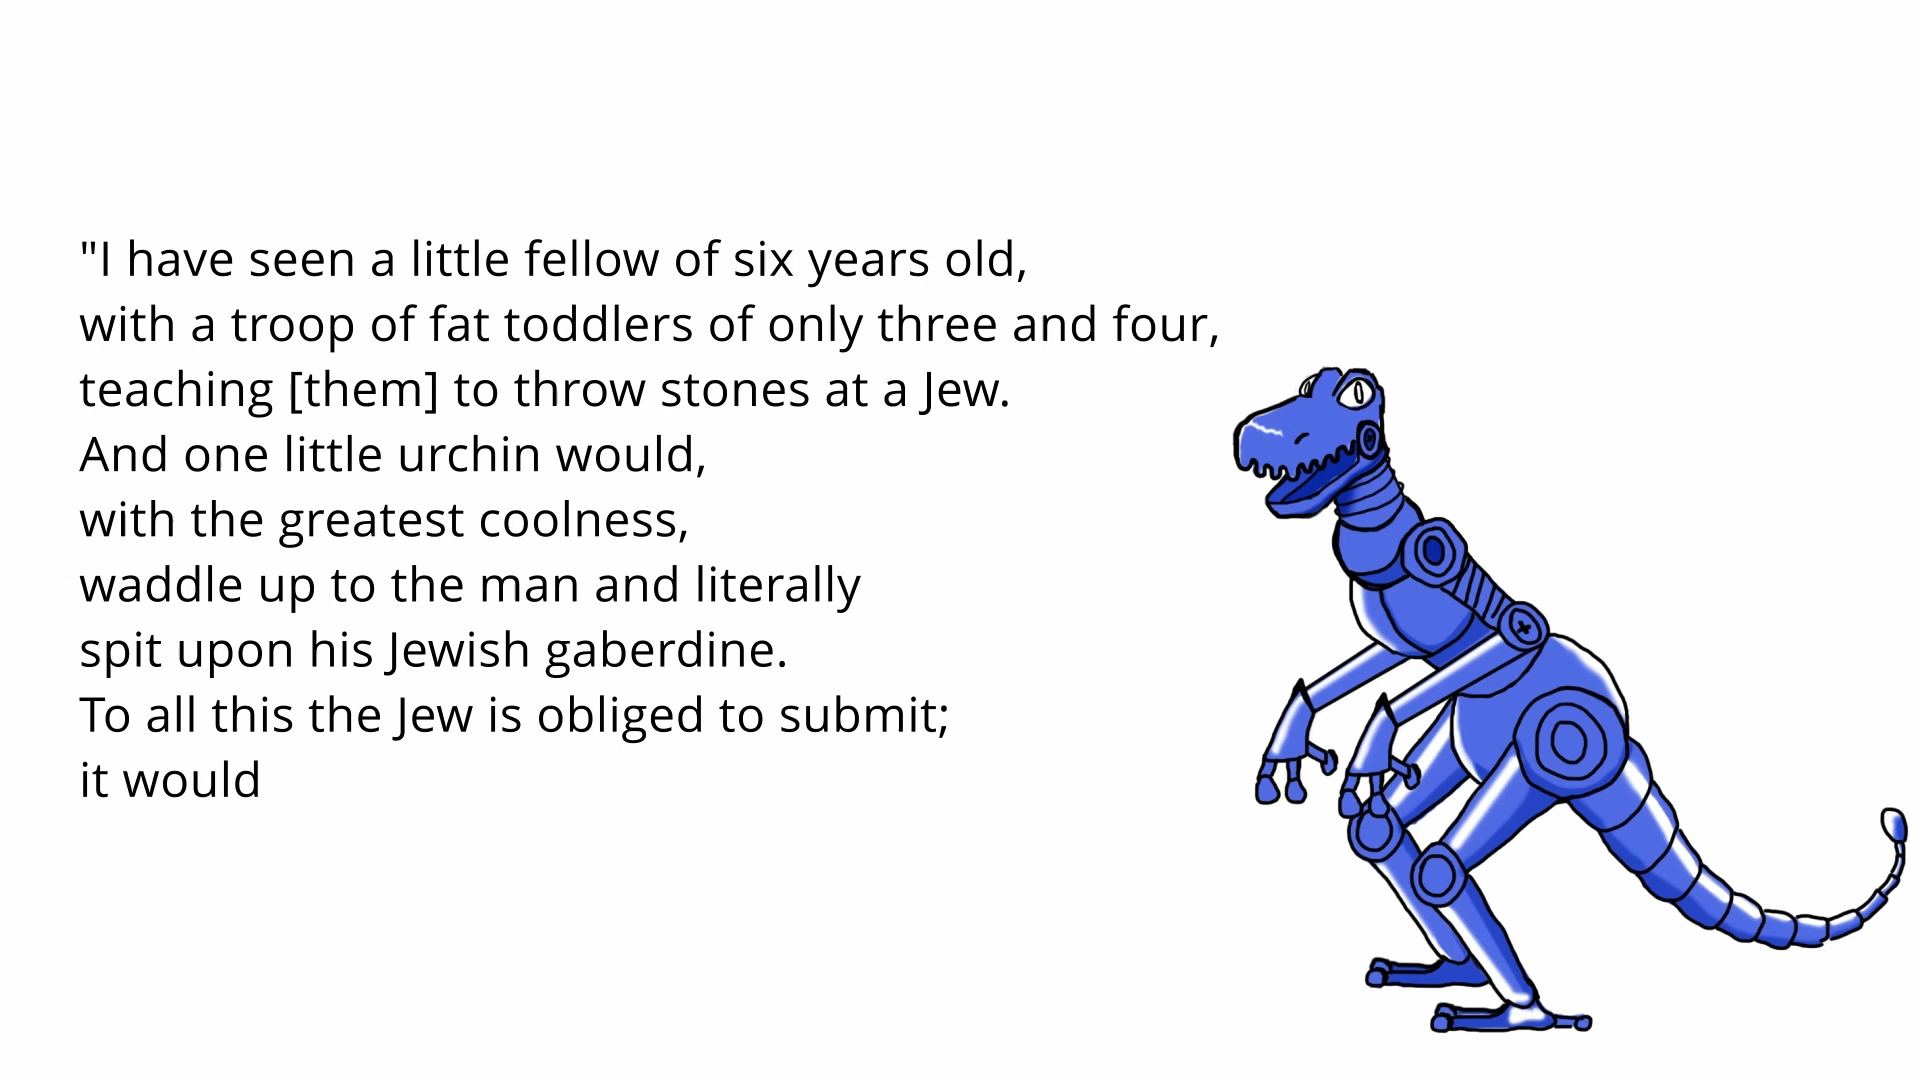 "I have seen a little fellow of six years old,
with a troop of fat toddlers of only three and four,
teaching [them] to throw stones at a Jew.
And one little urchin would,
with the greatest coolness,
waddle up to the man and literally
spit upon his Jewish gaberdine.
To all this the Jew is obliged to submit;
it would